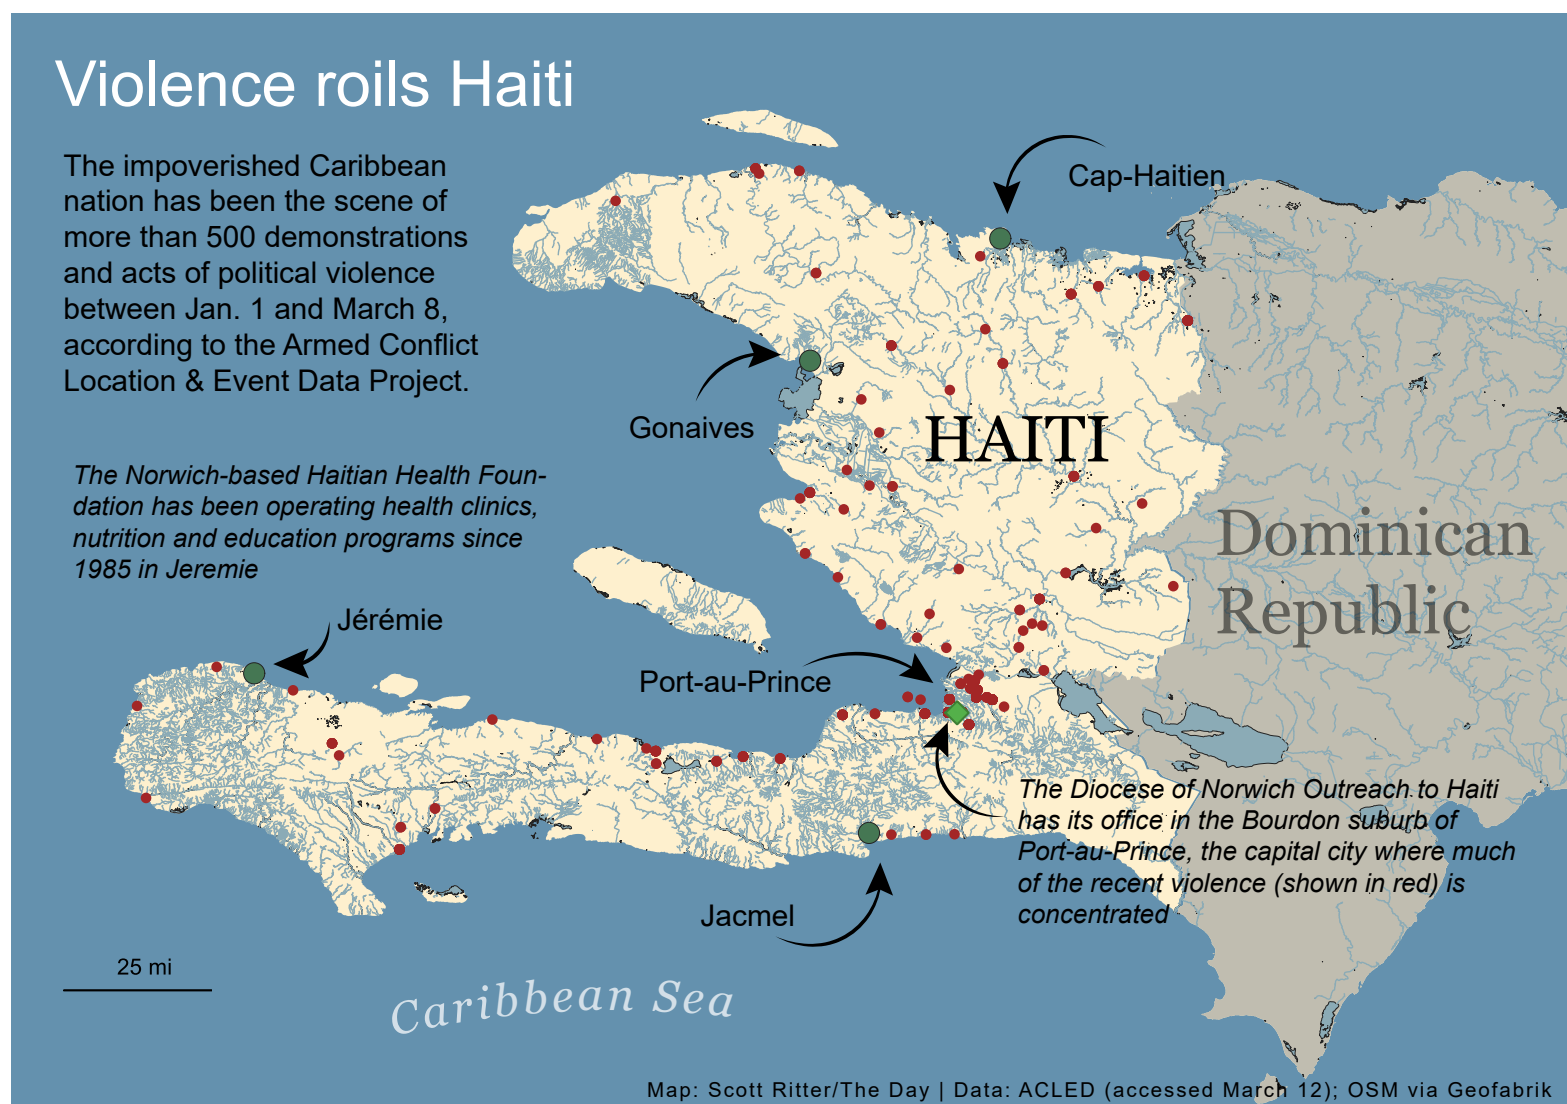 Violence roils Haiti
The impoverished Caribbean
nation has been the scene of
more than 500 demonstrations
and acts of political violence
between Jan. 1 and March 8,
according to the Armed Conflict
Location & Event Data Project.
Cap-Haitien
Gonaives
HAITI
The Norwich-based Haitian Health Foun-
dation has been operating health clinics,
nutrition and education programs since
1985 in Jeremie
Dominican
Republic
Jérémie
Port-au-Prince
The Diocese of Norwich Outreach to Haiti
has its office in the Bourdon suburb of
Port-au-Prince, the capital city where much
of the recent violence (shown in red) is
concentrated
Jacmel
25 mi
Caribbean Sea
Map: Scott Ritter/The Day | Data: ACLED (accessed March 12); OSM via Geofabrik